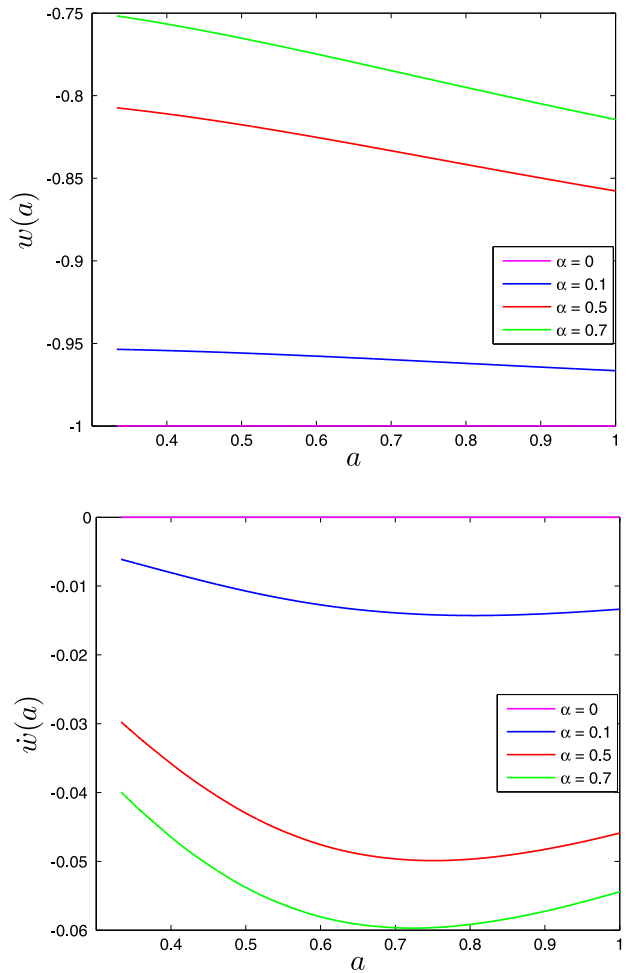 -0.75
-0.8
-0.85
-0.9
-0.95
-1
w(a)
α = 0
α = 0.1
α = 0.5
α = 0.7
0.4 0.5 0.6 0.7 0.8 0.9 1
a
0
-0.01
-0.02
-0.03
-0.04
-0.05
-0.06
ẇ(a)
α = 0
α = 0.1
α = 0.5
α = 0.7
0.4 0.5 0.6 0.7 0.8 0.9 1
a